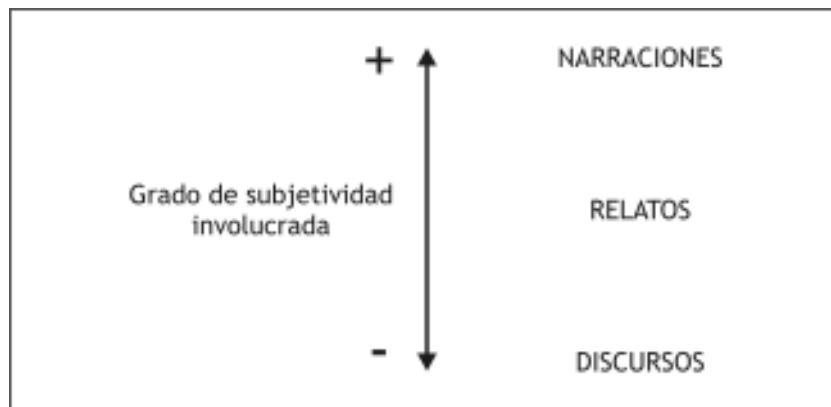 +
NARRACIONES
Grado de subjetividad
involucrada
RELATOS
-
DISCURSOS